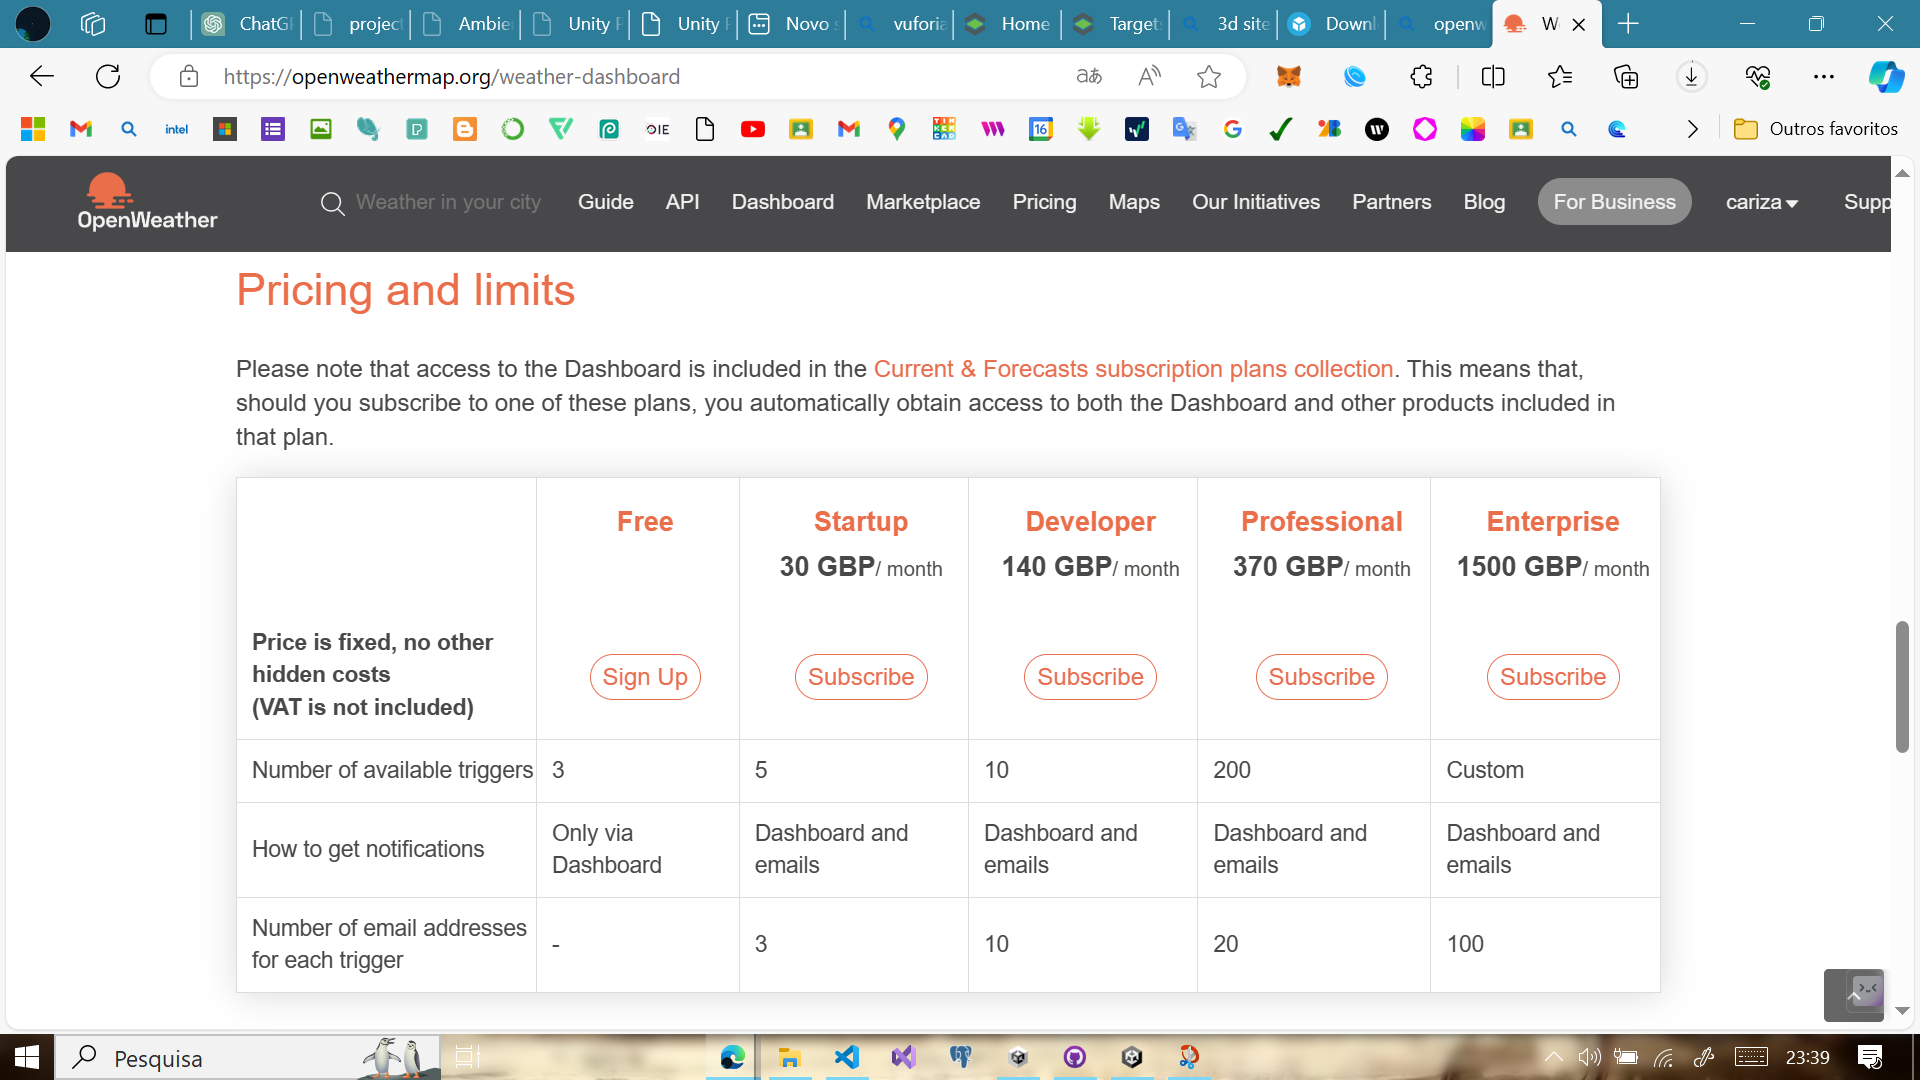 ChatGP
project
Ambie
Unity P
Unity P
Novo s
vuforia
Home
Target
3d site
Downl
openw
W
https://openweathermap.org/weather-dashboard
intel
OIE
16
Outros favoritos
OpenWeather
Weather in your city
Guide
API
Dashboard
Marketplace
Pricing
Maps
Our Initiatives
Partners
Blog
For Business
cariza
Supp
Pricing and limits
Please note that access to the Dashboard is included in the Current & Forecasts subscription plans collection. This means that,
should you subscribe to one of these plans, you automatically obtain access to both the Dashboard and other products included in
that plan.
Free
Startup
Developer
Professional
Enterprise
30 GBP/ month
140 GBP/ month
370 GBP/ month
1500 GBP/ month
Price is fixed, no other
hidden costs
(VAT is not included)
Sign Up
Subscribe
Subscribe
Subscribe
Subscribe
Number of available triggers
3
5
10
200
Custom
How to get notifications
Only via
Dashboard
Dashboard and
emails
Dashboard and
emails
Dashboard and
emails
Dashboard and
emails
Number of email addresses
for each trigger
-
3
10
20
100
Pesquisa
23:39